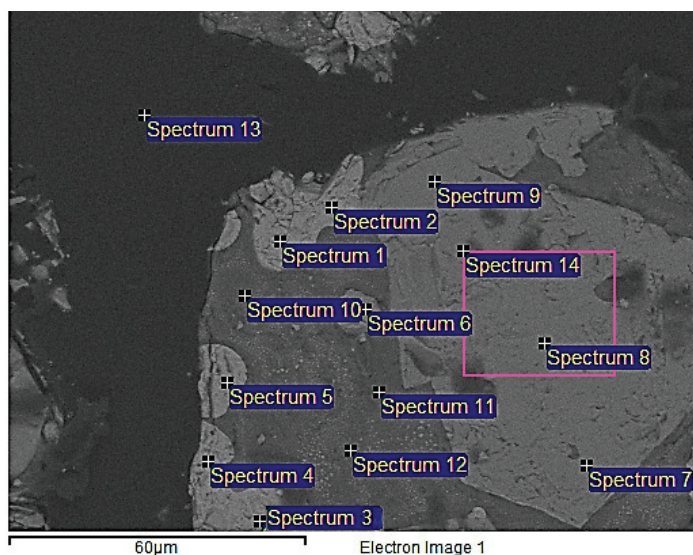 Spectrum 13
Spectrum 9
Spectrum 2
Spectrum 1
Spectrum 14
Spectrum 10
Spectrum 6
Spectrum 8
Spectrum 5
Spectrum 11
Spectrum 12
Spectrum 4
Spectrum 7
Spectrum 3
60µm
Electron Image 1